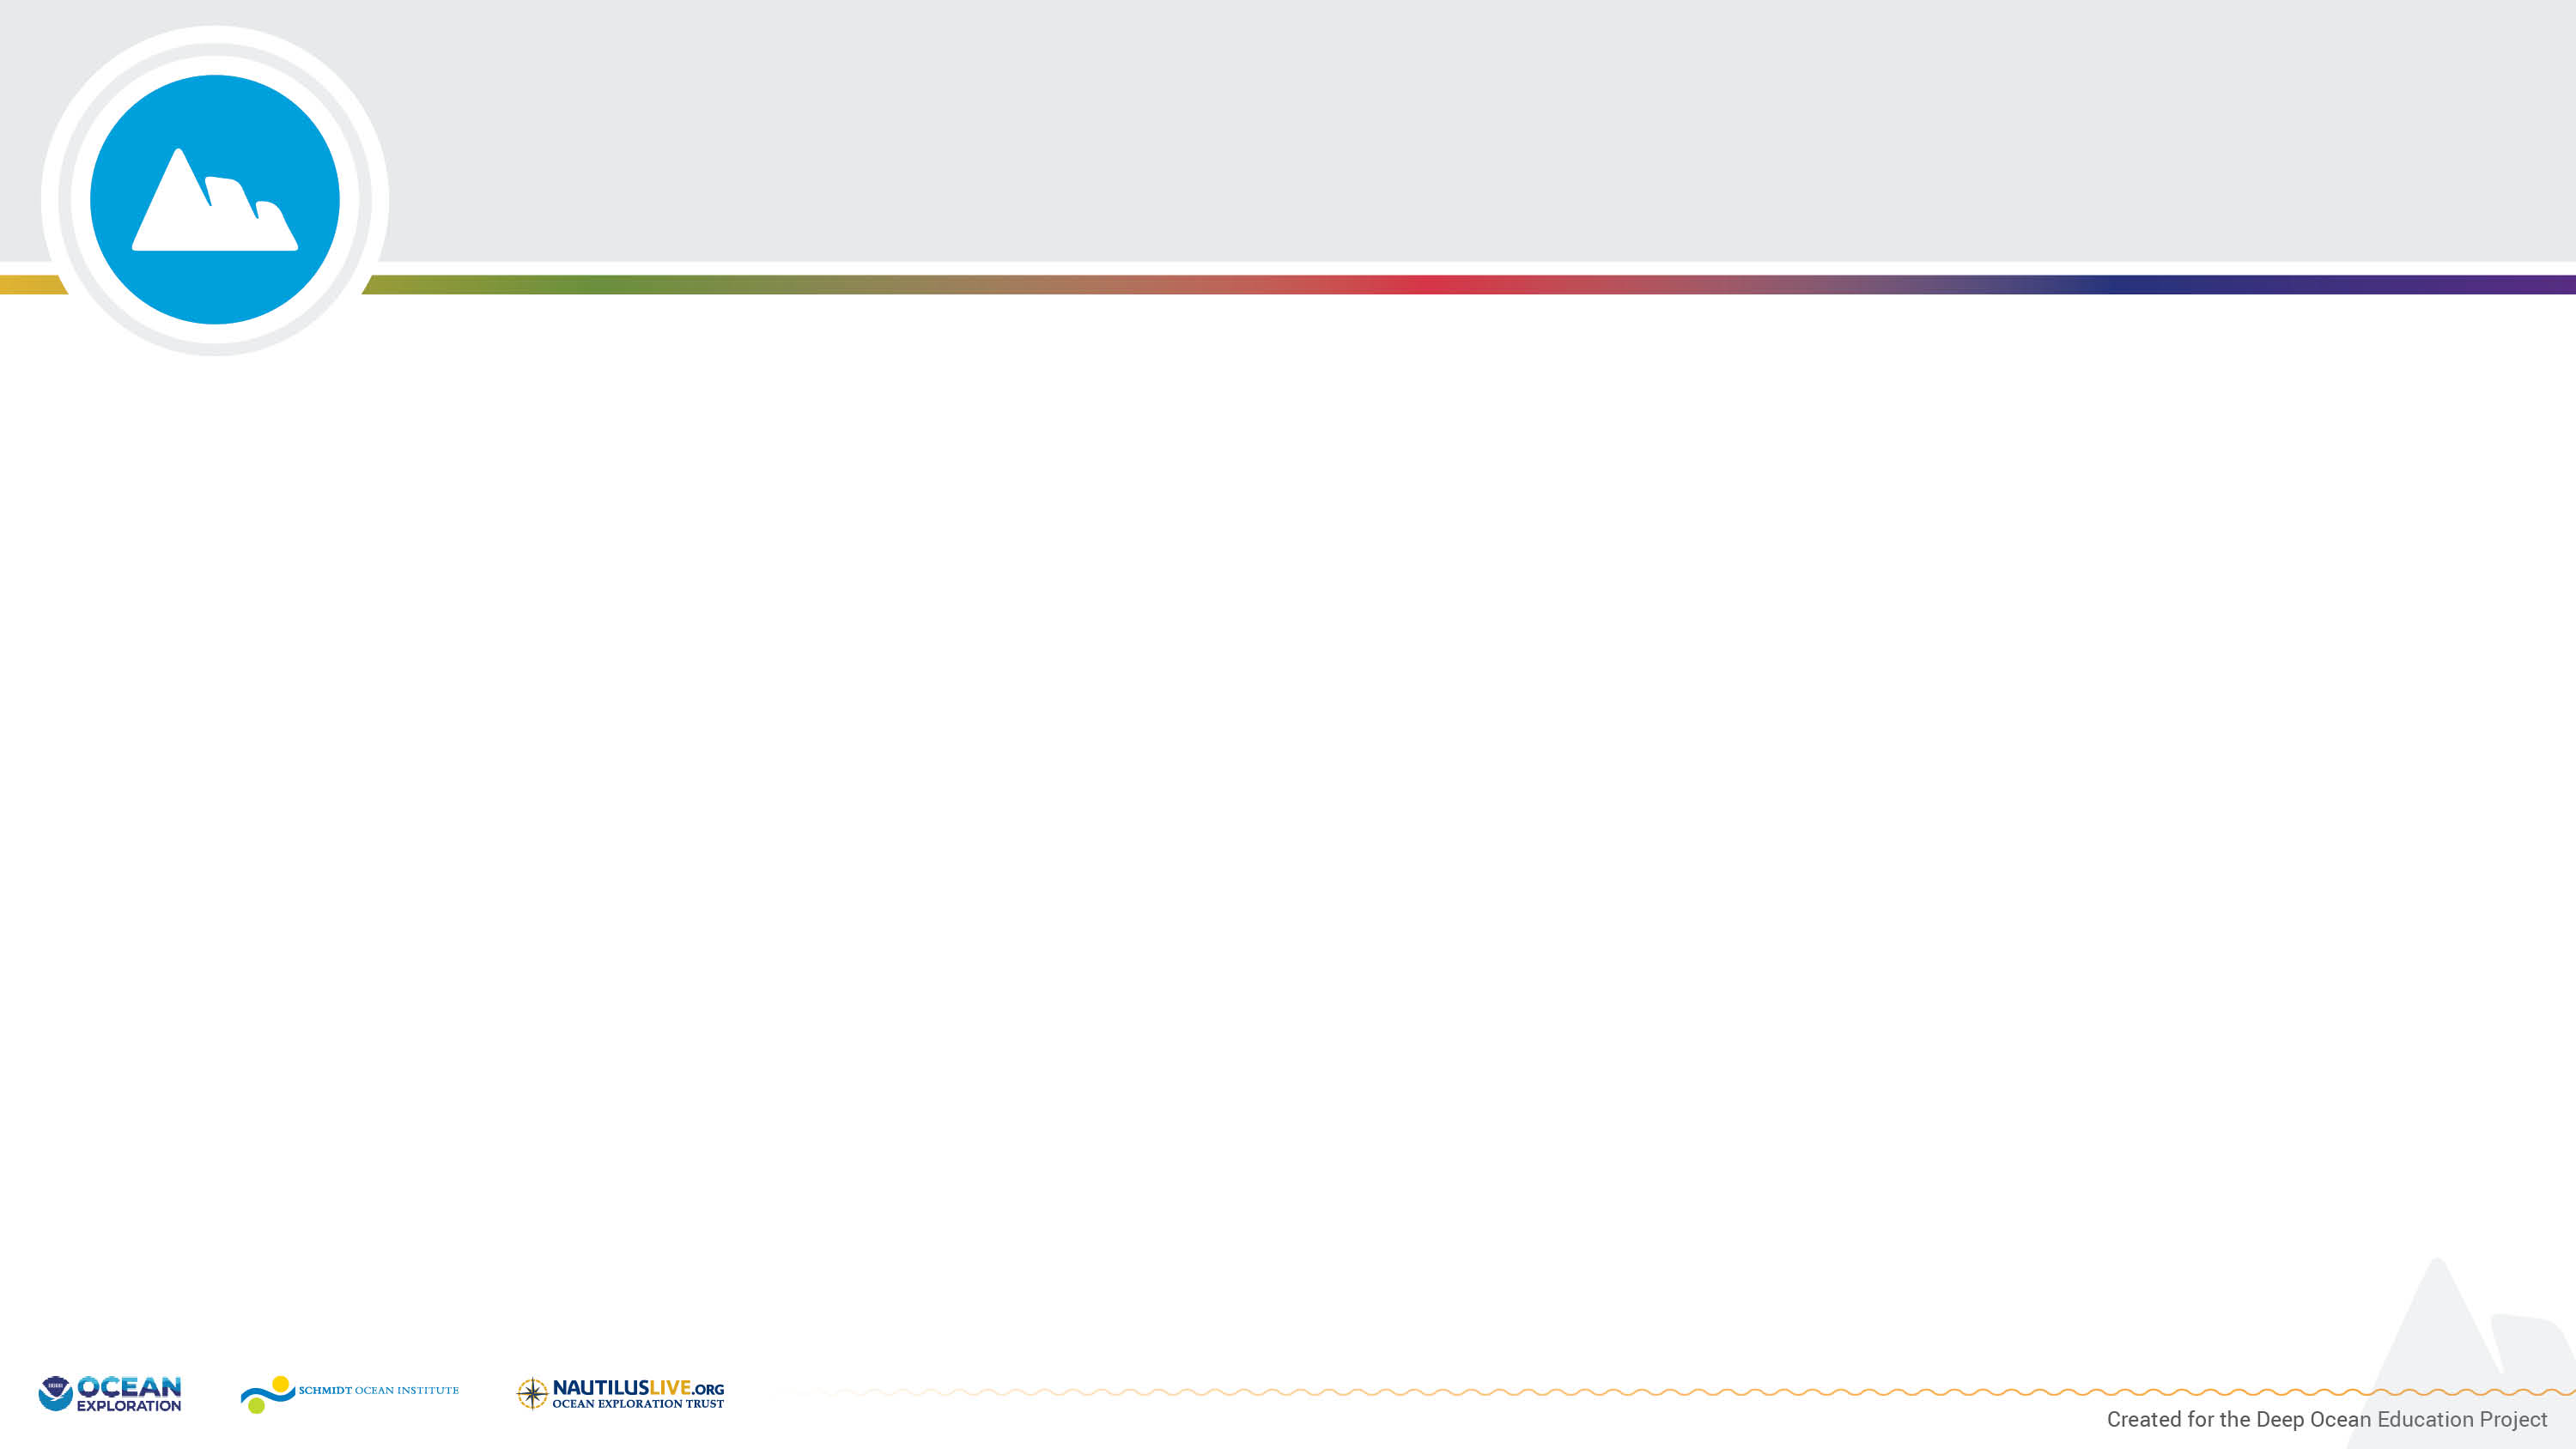 OCEAN
EXPLORATION
SCHMIDT OCEAN INSTITUTE
NAUTILUSLIVE.ORG
OCEAN EXPLORATION TRUST
Created for the Deep Ocean Education Project